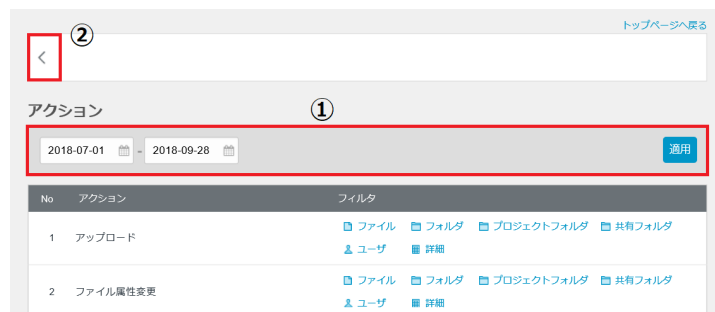 トップページへ戻る
②
<
アクション
①
2018-07-01 - 2018-09-28 適用
No アクション フィルタ
1 アップロード ファイル フォルダ プロジェクトフォルダ 共有フォルダ
ユーザ 詳細
2 ファイル属性変更 ファイル フォルダ プロジェクトフォルダ 共有フォルダ
ユーザ 詳細